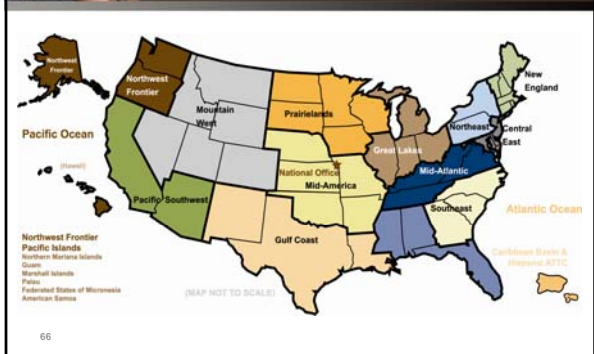 Northwest
Frontier
Northwest
Frontier
Mountain
West
Prairielands
New
England
Northeast
Central
East
Great Lakes
Pacific Ocean
(Hawaii)
National Office
Mid-America
Mid-Atlantic
Pacific Southwest
Southeast
Atlantic Ocean
Gulf Coast
Northwest Frontier
Pacific Islands
Northern Mariana Islands
Guam
Marshall Islands
Palau
Federated States of Micronesia
American Samoa
Caribbean Basin &
Hispanic ATTC
(MAP NOT TO SCALE)
66